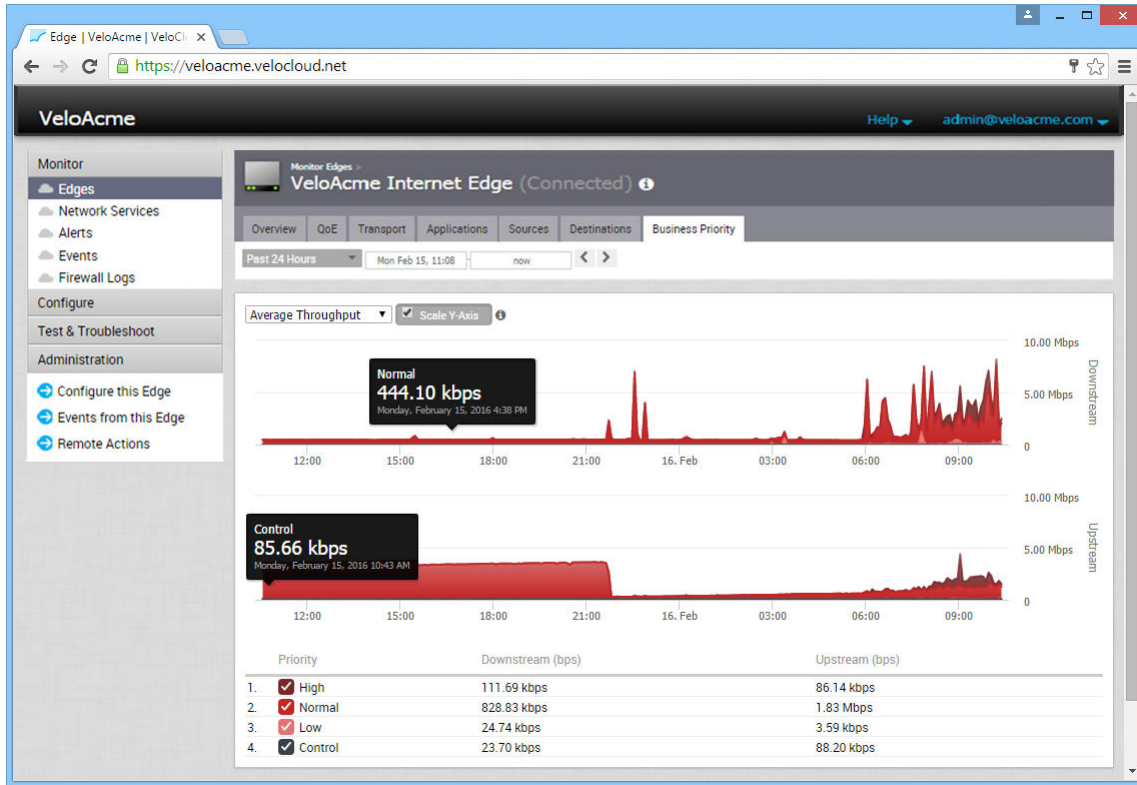 Edge | VeloAcme | VeloCl
https://veloacme.velocloud.net
VeloAcme
Help
admin@veloacme.com
Monitor
Edges
Network Services
Alerts
Events
Firewall Logs
Configure
Test & Troubleshoot
Administration
Configure this Edge
Events from this Edge
Remote Actions
Monitor Edges >
VeloAcme Internet Edge (Connected)
Overview QoE Transport Applications Sources Destinations Business Priority
Past 24 Hours Mon Feb 15, 11:08 - now
Average Throughput Scale Y-Axis
10.00 Mbps
5.00 Mbps
0
Downstream
Normal
444.10 kbps
Monday, February 15, 2016 4:38 PM
12:00 15:00 18:00 21:00 16. Feb 03:00 06:00 09:00
10.00 Mbps
5.00 Mbps
0
Upstream
Control
85.66 kbps
Monday, February 15, 2016 10:43 AM
12:00 15:00 18:00 21:00 16. Feb 03:00 06:00 09:00
Priority Downstream (bps) Upstream (bps)
1. High 111.69 kbps 86.14 kbps
2. Normal 828.83 kbps 1.83 Mbps
3. Low 24.74 kbps 3.59 kbps
4. Control 23.70 kbps 88.20 kbps